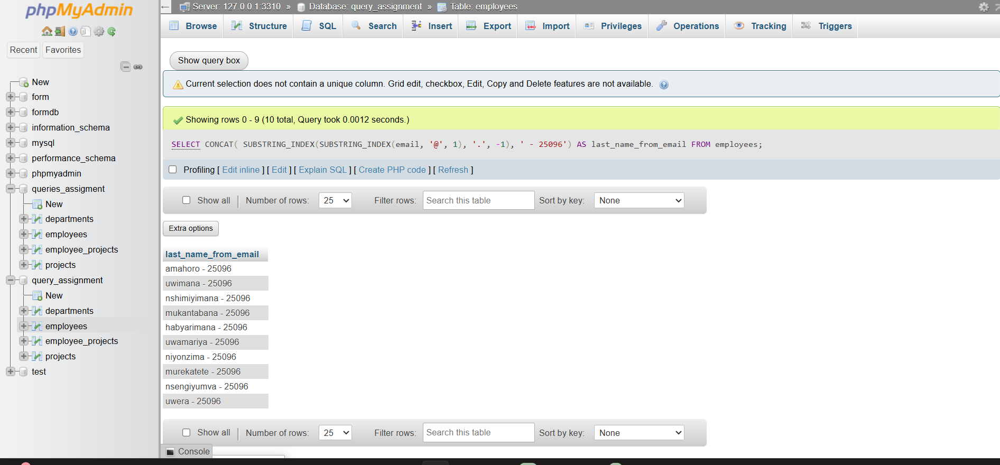 phpMyAdmin
Recent Favorites
New
form
formdb
information_schema
mysql
performance_schema
phpmyadmin
queries_assigment
New
departments
employees
employee_projects
projects
query_assignment
New
departments
employees
employee_projects
projects
test
Server: 127.0.0.1:3310 » Database: query_assignment » Table: employees
Browse Structure SQL Search Insert Export Import Privileges Operations Tracking Triggers
Show query box
Current selection does not contain a unique column. Grid edit, checkbox, Edit, Copy and Delete features are not available.
Showing rows 0 - 9 (10 total, Query took 0.0012 seconds.)
SELECT CONCAT( SUBSTRING_INDEX(SUBSTRING_INDEX(email, '@', 1), '.', -1), ' - 25096') AS last_name_from_email FROM employees;
Profiling [ Edit inline ] [ Edit ] [ Explain SQL ] [ Create PHP code ] [ Refresh ]
Show all Number of rows: 25 Filter rows: Search this table Sort by key: None
Extra options
last_name_from_email
amahoro - 25096
uwimana - 25096
nshimiyimana - 25096
mukantabana - 25096
habyarimana - 25096
uwamariya - 25096
niyonzima - 25096
murekatete - 25096
nsengiyumva - 25096
uwera - 25096
Show all Number of rows: 25 Filter rows: Search this table Sort by key: None
Console